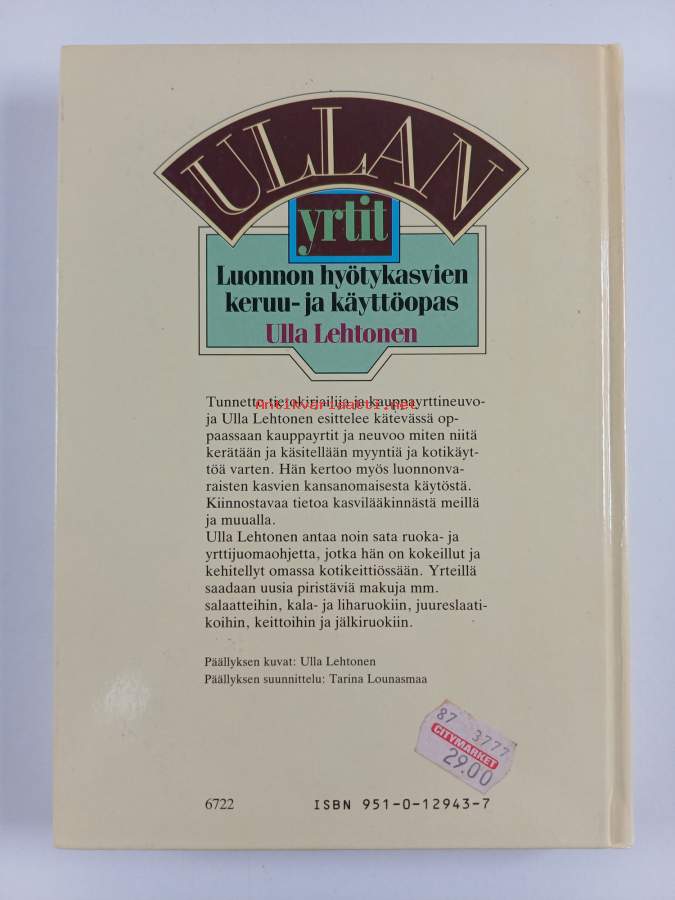 ULLAN
yrtit
Luonnon hyötykasvien
keruu- ja käyttöopas
Ulla Lehtonen
Tunnettu tietokirjailija ja kauppayrttineuvo-
Antikvariaatti.net
ja Ulla Lehtonen esittelee kätevässä op-
paassaan kauppayrtit ja neuvoo miten niitä
kerätään ja käsitellään myyntiä ja kotikäyt-
töä varten. Hän kertoo myös luonnonva-
raisten kasvien kansanomaisesta käytöstä.
Kiinnostavaa tietoa kasvilääkinnästä meillä
ja muualla.
Ulla Lehtonen antaa noin sata ruoka- ja
yrttijuomaohjetta, jotka hän on kokeillut ja
kehitellyt omassa kotikeittiössään. Yrteillä
saadaan uusia piristäviä makuja mm.
salaatteihin, kala- ja liharuokiin, juureslaati-
koihin, keittoihin ja jälkiruokiin.
Päällyksen kuvat: Ulla Lehtonen
Päällyksen suunnittelu: Tarina Lounasmaa
87 3777
CITYMARKET
29.00
6722 ISBN 951-0-12943-7